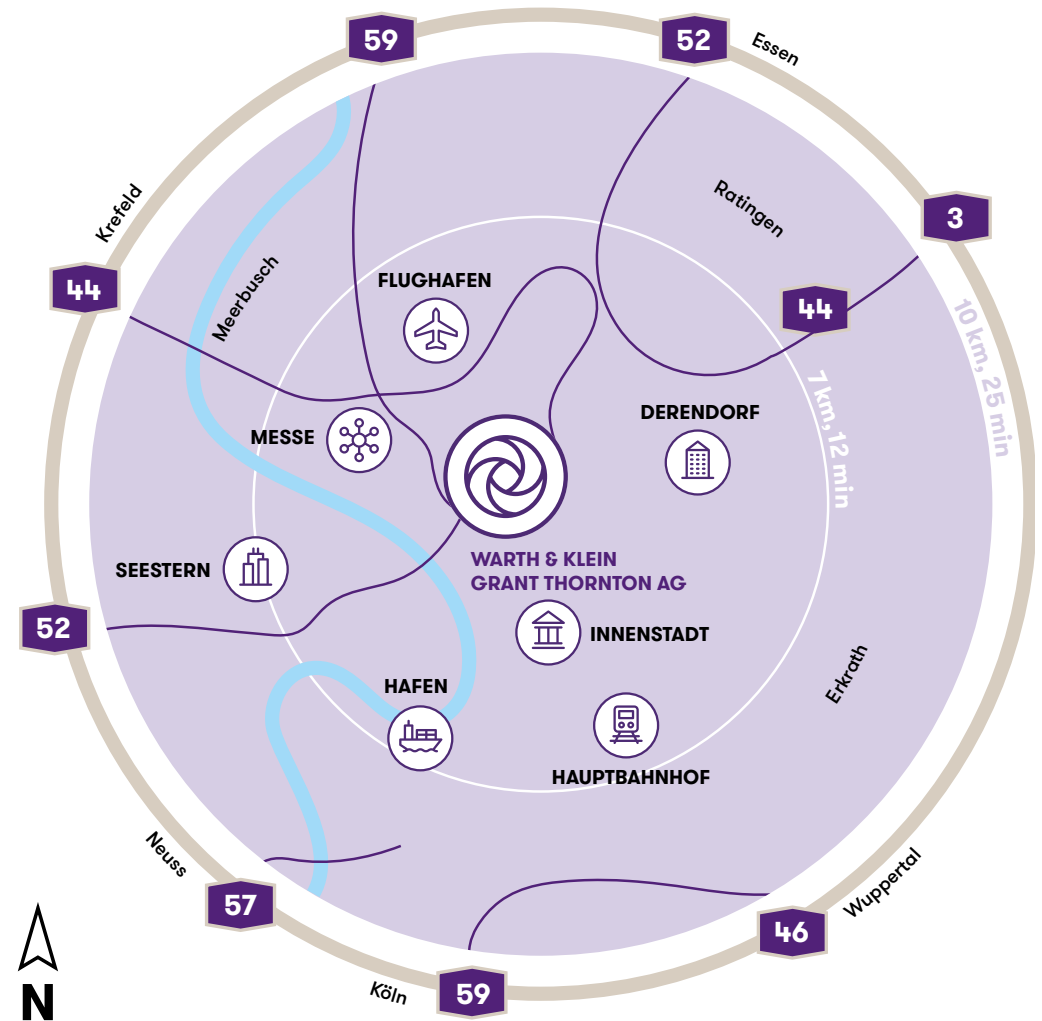 59
52
Essen
Krefeld
Ratingen
3
44
Meerbusch
FLUGHAFEN
44
10 km, 25 min
7 km, 12 min
DERENDORF
MESSE
WARTH & KLEIN
GRANT THORNTON AG
SEESTERN
52
INNENSTADT
Erkrath
HAFEN
HAUPTBAHNHOF
Neuss
57
Wuppertal
46
Köln
59
N